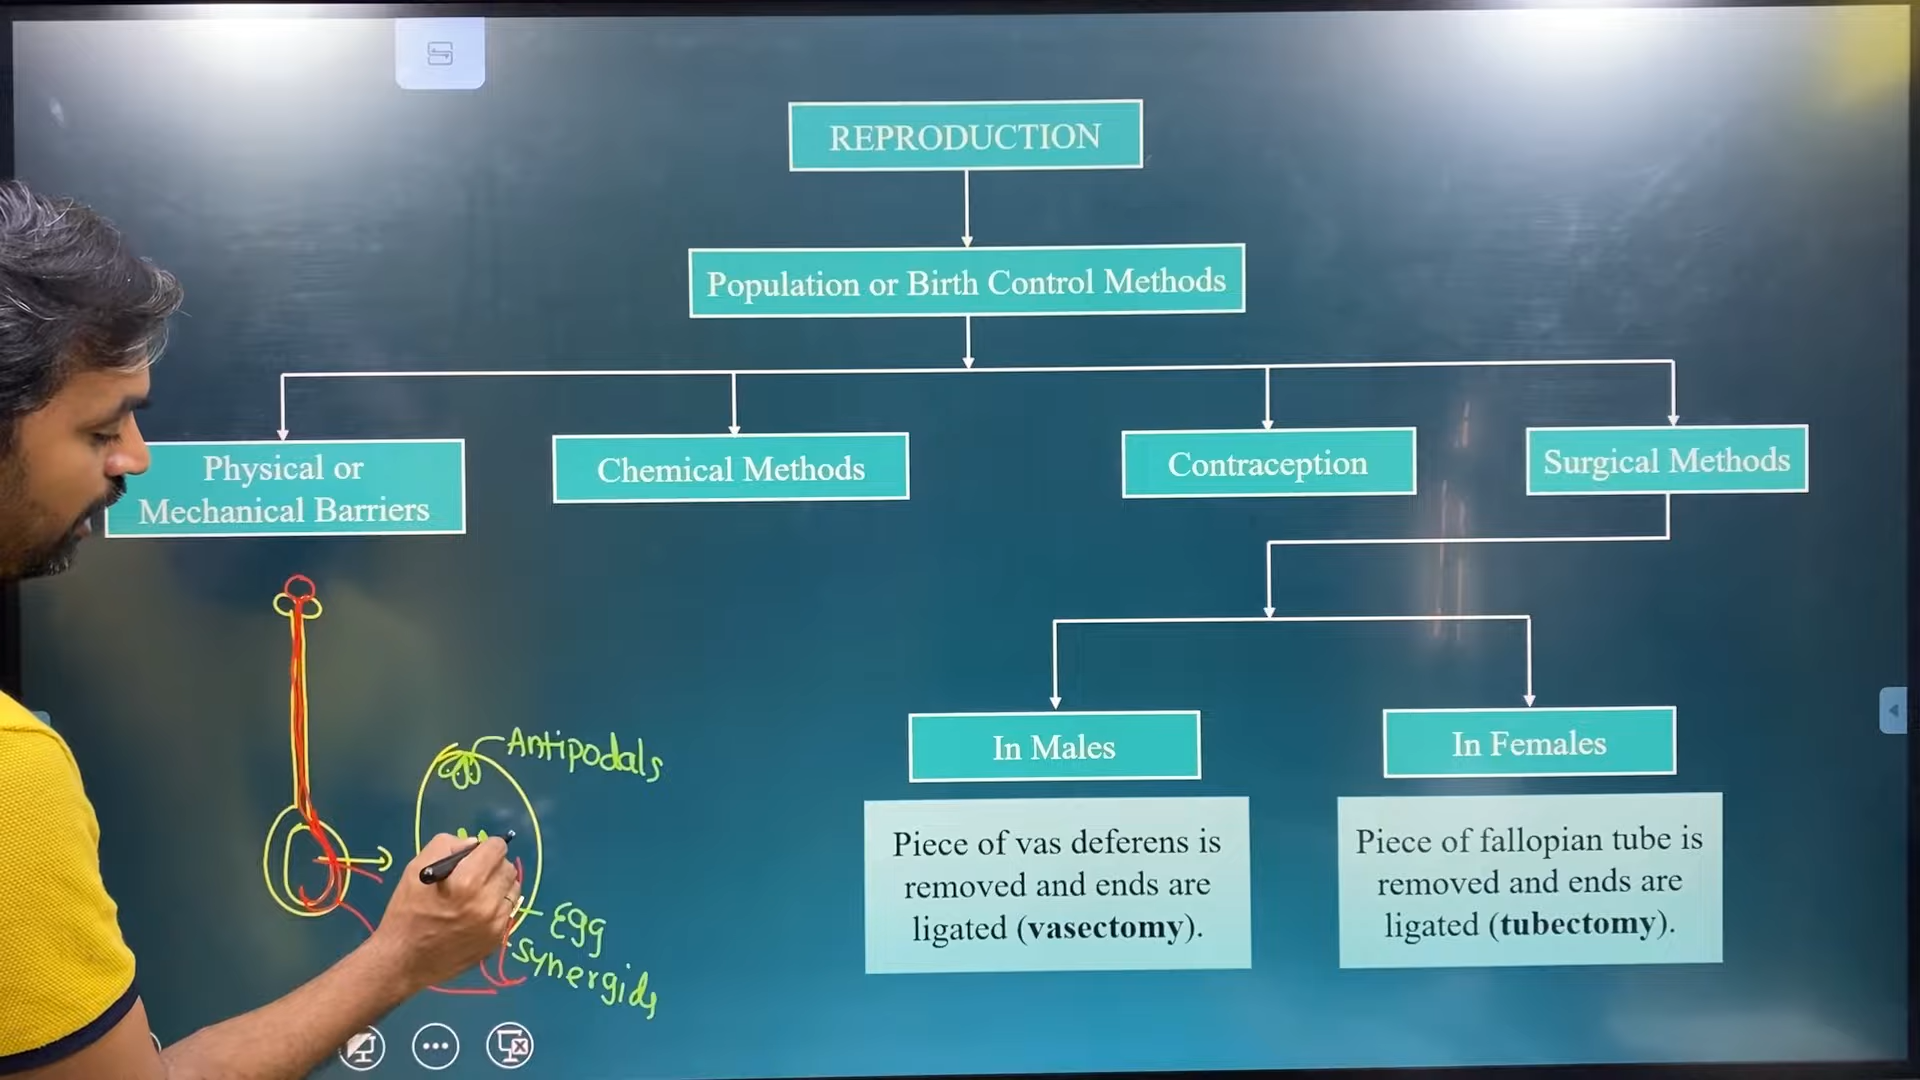 REPRODUCTION
Population or Birth Control Methods
Physical or
Mechanical Barriers
Chemical Methods
Contraception
Surgical Methods
In Males
In Females
Piece of vas deferens is
removed and ends are
ligated (vasectomy).
Piece of fallopian tube is
removed and ends are
ligated (tubectomy).
Antipodals
Egg
Synergids